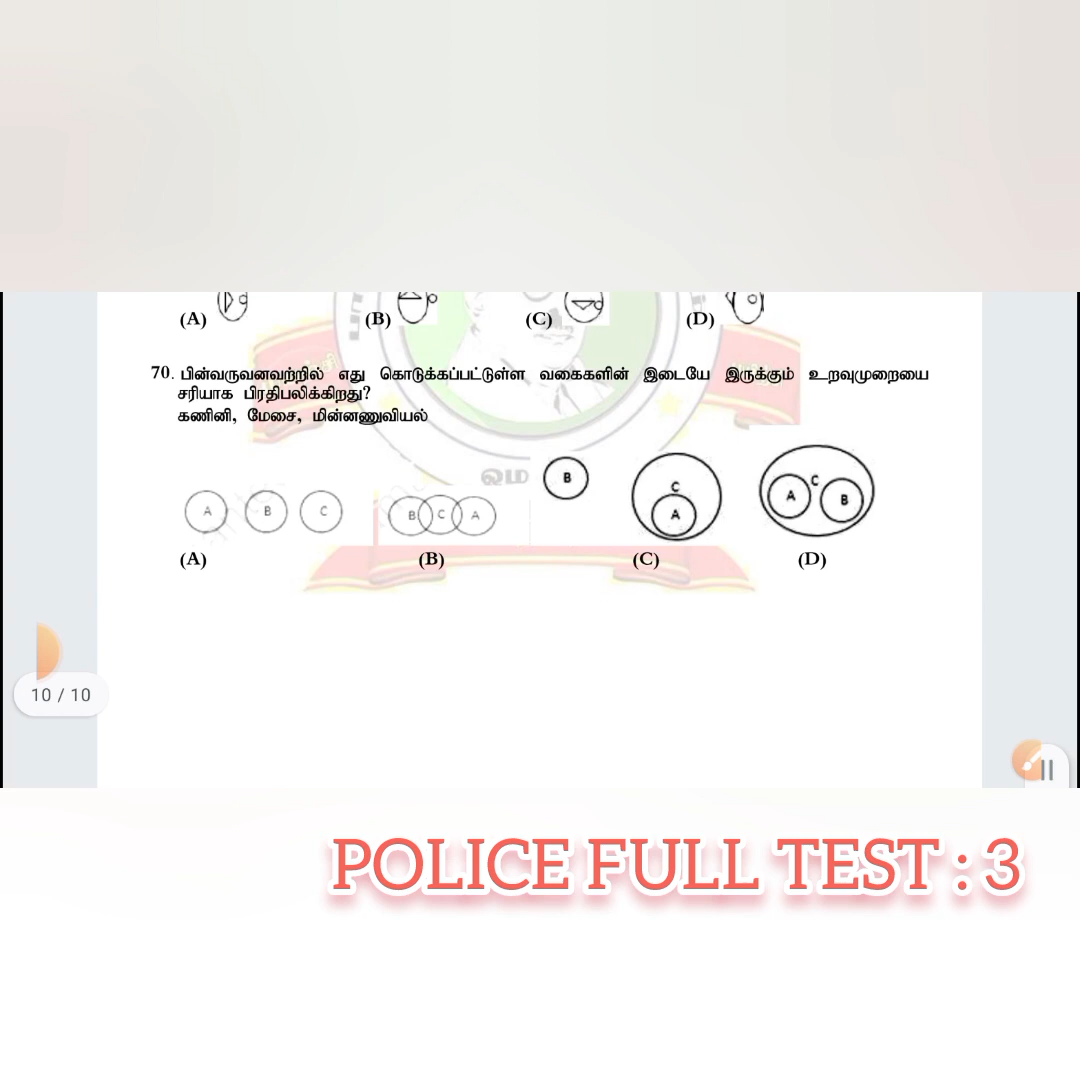 (A) (B) (C) (D)
70. பின்வருவனவற்றில் எது கொடுக்கப்பட்டுள்ள வகைகளின் இடையே இருக்கும் உறவுமுறையை
சரியாக பிரதிபலிக்கிறது?
கணினி, மேசை, மின்னணுவியல்
A B C B C A B C A A C B
(A) (B) (C) (D)
ஓம
10 / 10
POLICE FULL TEST : 3